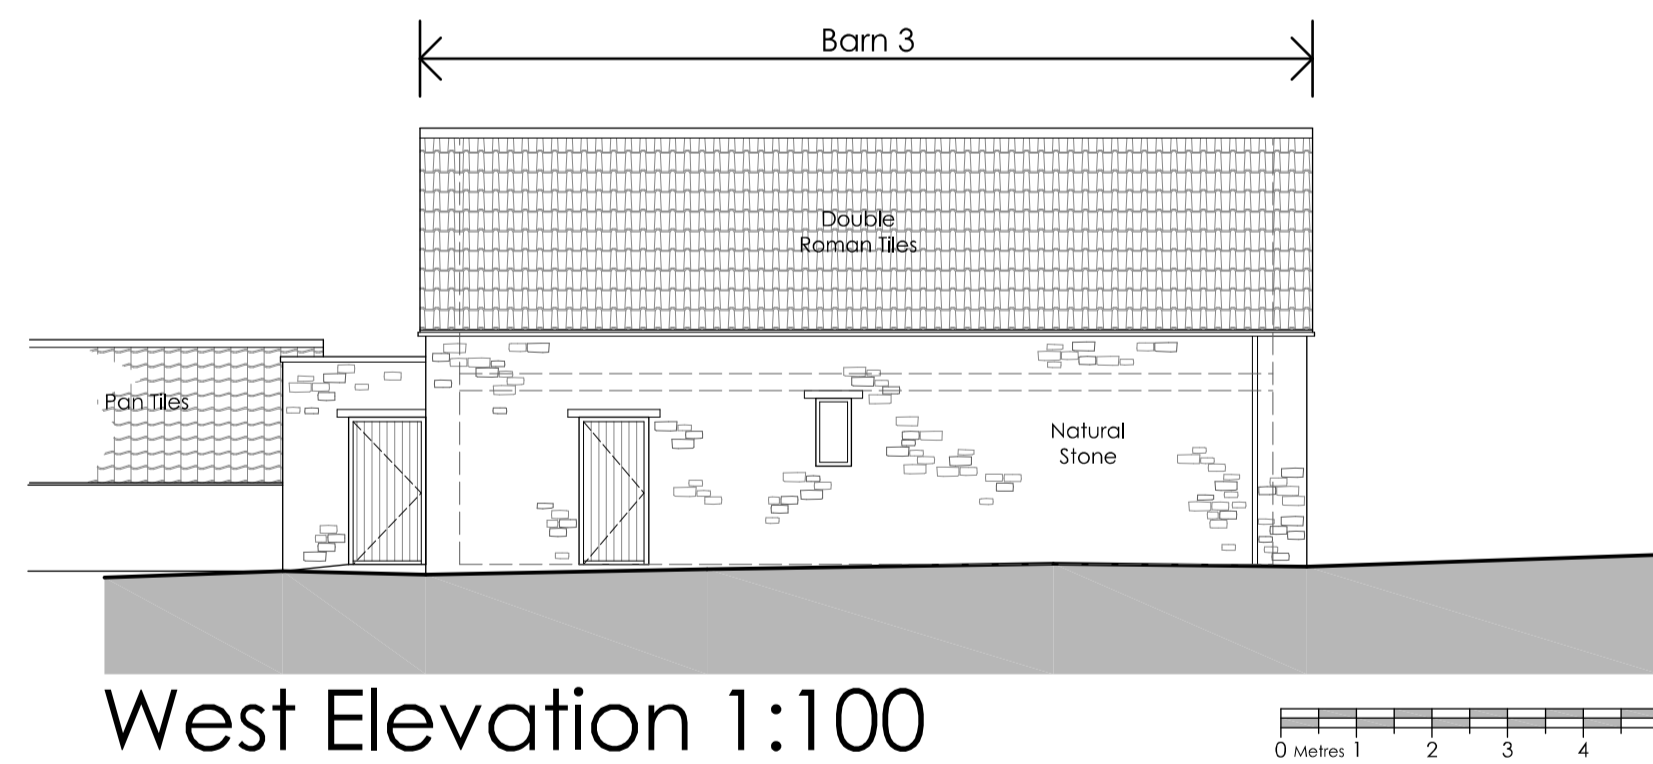 Barn 3
Double
Roman Tiles
Pan Tiles
Natural
Stone
West Elevation 1:100
0 Metres 1 2 3 4